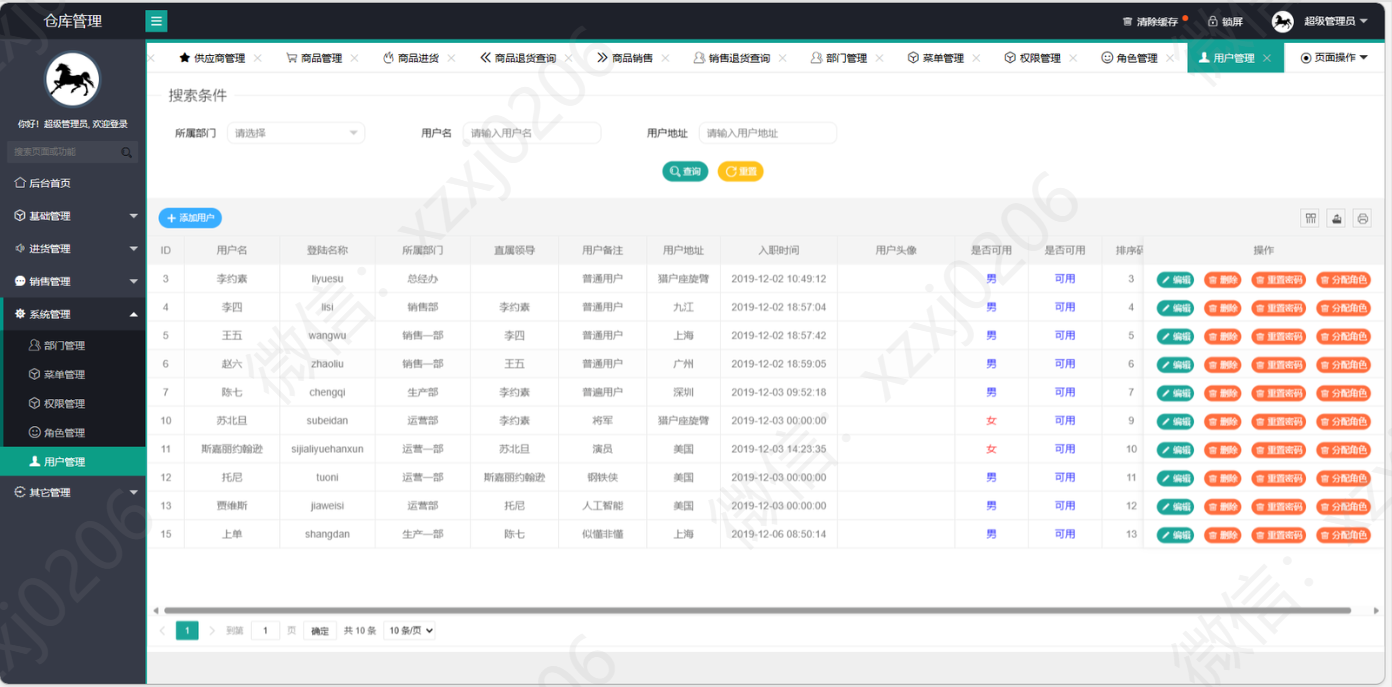 仓库管理
清除缓存 锁屏 超级管理员
供应商管理 商品管理 商品进货 商品退货查询 商品销售 销售退货查询 部门管理 菜单管理 权限管理 角色管理 用户管理 页面操作
你好！超级管理员, 欢迎登录
搜索页面或功能
后台首页
基础管理
进货管理
销售管理
系统管理
部门管理
菜单管理
权限管理
角色管理
用户管理
其它管理
搜索条件
所属部门 请选择 用户名 请输入用户名 用户地址 请输入用户地址
查询 重置
添加用户
ID 用户名 登陆名称 所属部门 直属领导 用户备注 用户地址 入职时间 用户头像 是否可用 是否可用 排序码 操作
3 李约素 liyuesu 总经办 普通用户 猎户座旋臂 2019-12-02 10:49:12 男 可用 3 编辑 删除 重置密码 分配角色
4 李四 lisi 销售部 李约素 普通用户 九江 2019-12-02 18:57:04 男 可用 4 编辑 删除 重置密码 分配角色
5 王五 wangwu 销售一部 李四 普通用户 上海 2019-12-02 18:57:42 男 可用 5 编辑 删除 重置密码 分配角色
6 赵六 zhaoliu 销售一部 王五 普通用户 广州 2019-12-02 18:59:05 男 可用 6 编辑 删除 重置密码 分配角色
7 陈七 chengqi 生产部 李约素 普遍用户 深圳 2019-12-03 09:52:18 男 可用 7 编辑 删除 重置密码 分配角色
10 苏北旦 subeidan 运营部 李约素 将军 猎户座旋臂 2019-12-03 00:00:00 女 可用 9 编辑 删除 重置密码 分配角色
11 斯嘉丽约翰逊 sijialiyuehanxun 运营一部 苏北旦 演员 美国 2019-12-03 14:23:35 女 可用 10 编辑 删除 重置密码 分配角色
12 托尼 tuoni 运营一部 斯嘉丽约翰逊 钢铁侠 美国 2019-12-03 00:00:00 男 可用 11 编辑 删除 重置密码 分配角色
13 贾维斯 jiaweisi 运营部 托尼 人工智能 美国 2019-12-03 00:00:00 男 可用 12 编辑 删除 重置密码 分配角色
15 上单 shangdan 生产一部 陈七 似懂非懂 上海 2019-12-06 08:50:14 男 可用 13 编辑 删除 重置密码 分配角色
1 到第 1 页 确定 共 10 条 10 条/页
微信：xzxj0206
微信：xzxj0206
xzxj0206
微信：
微信：